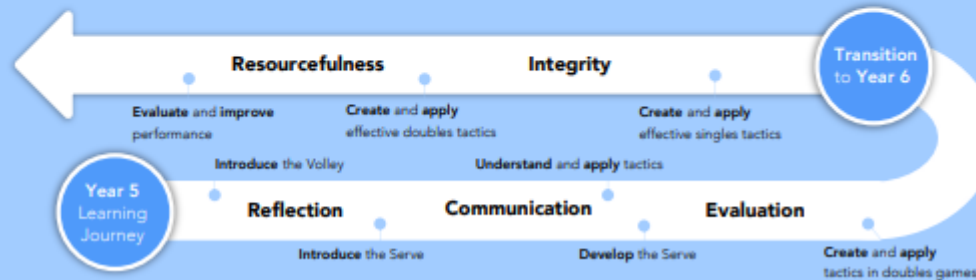 Resourcefulness
Integrity
Transition
to Year 6
Evaluate and improve
performance
Create and apply
effective doubles tactics
Create and apply
effective singles tactics
Introduce the Volley
Understand and apply tactics
Year 5
Learning
Journey
Reflection
Communication
Evaluation
Introduce the Serve
Develop the Serve
Create and apply
tactics in doubles games